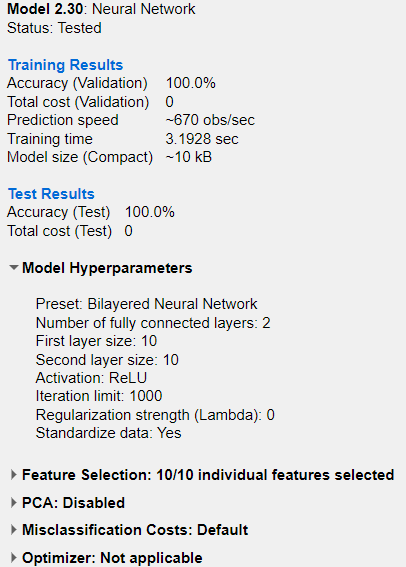 Model 2.30: Neural Network
Status: Tested
Training Results
Accuracy (Validation) 100.0%
Total cost (Validation) 0
Prediction speed ~670 obs/sec
Training time 3.1928 sec
Model size (Compact) ~10 kB
Test Results
Accuracy (Test) 100.0%
Total cost (Test) 0
Model Hyperparameters
Preset: Bilayered Neural Network
Number of fully connected layers: 2
First layer size: 10
Second layer size: 10
Activation: ReLU
Iteration limit: 1000
Regularization strength (Lambda): 0
Standardize data: Yes
Feature Selection: 10/10 individual features selected
PCA: Disabled
Misclassification Costs: Default
Optimizer: Not applicable